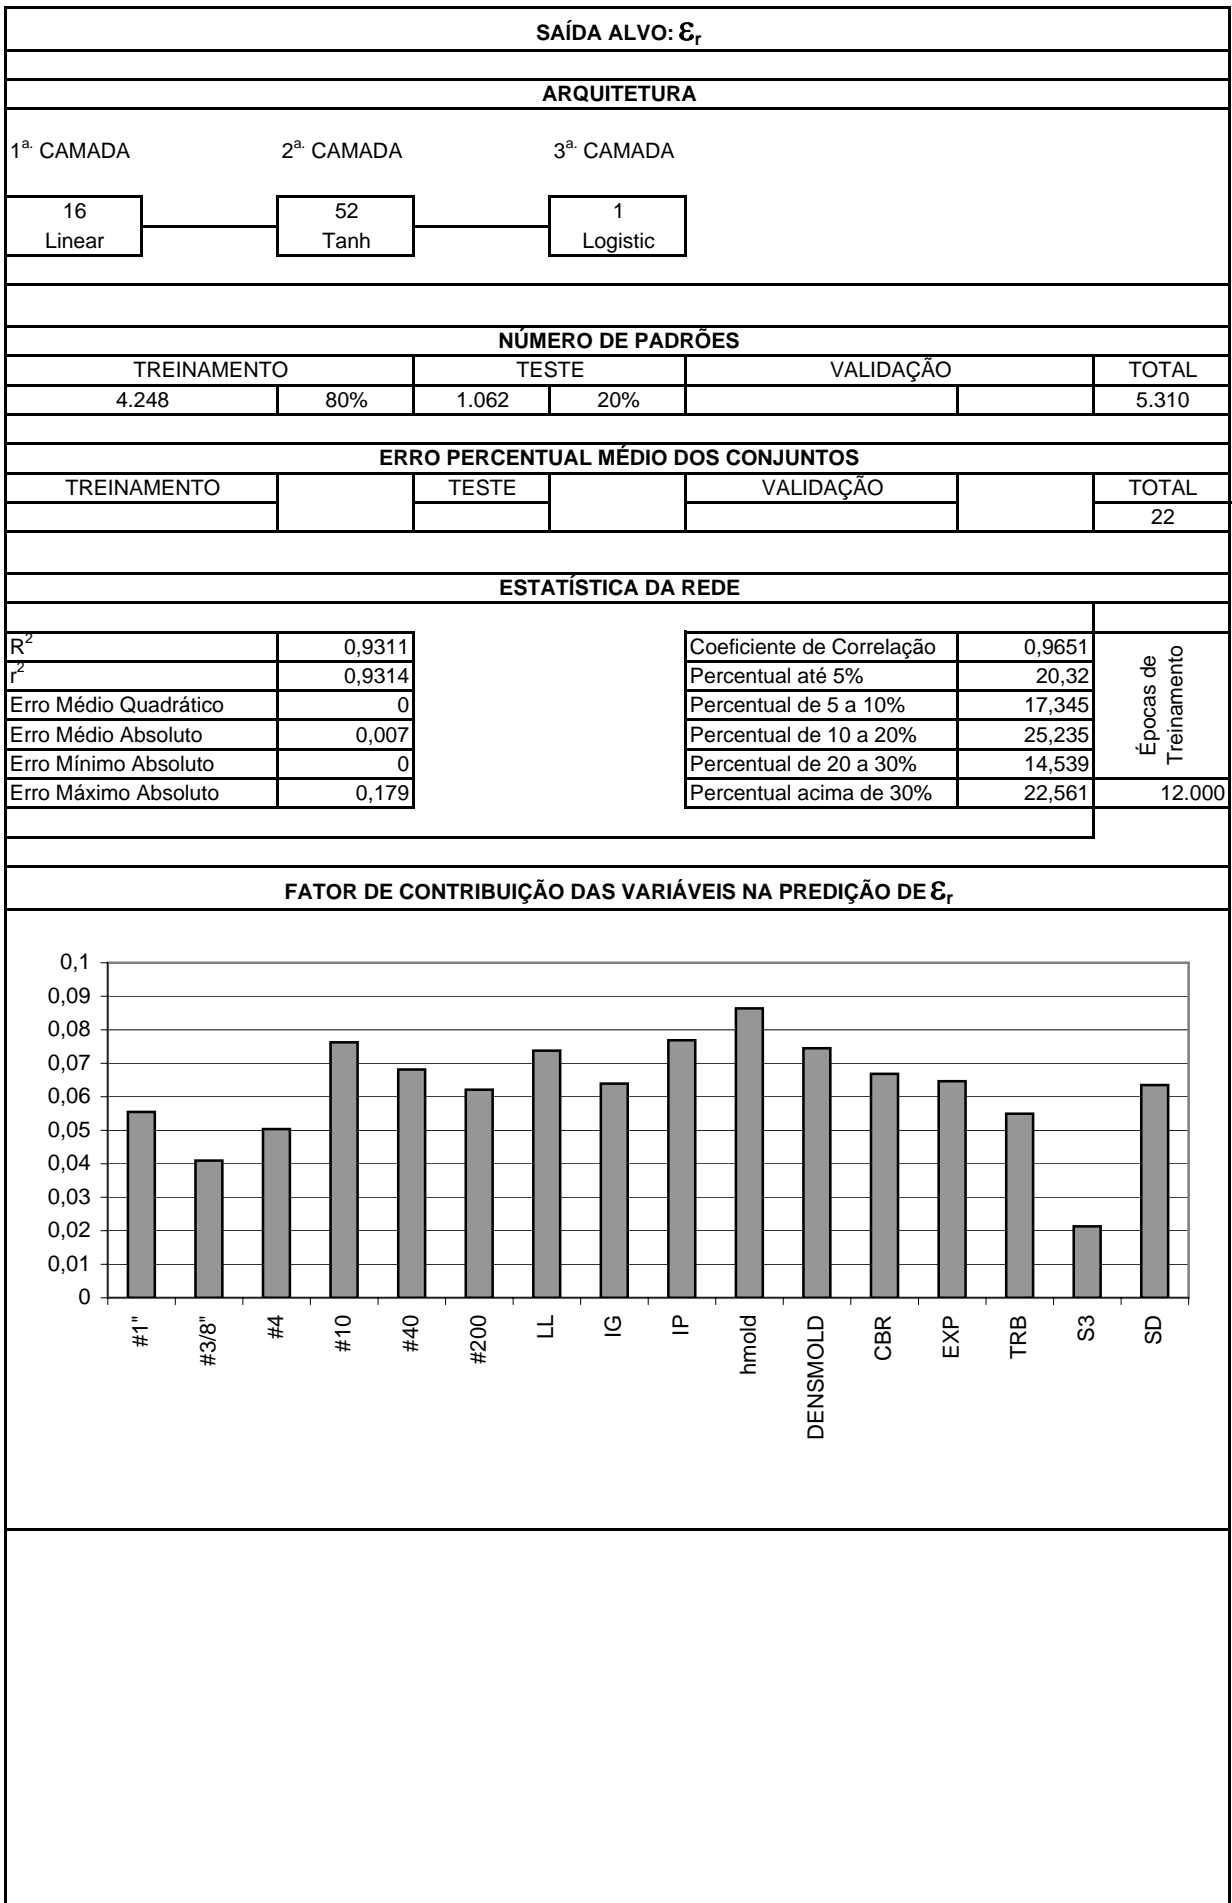 SAÍDA ALVO: εr
ARQUITETURA
1a. CAMADA 2a. CAMADA 3a. CAMADA
16 52 1
Linear Tanh Logistic
NÚMERO DE PADRÕES
TREINAMENTO TESTE VALIDAÇÃO TOTAL
4.248 80% 1.062 20% 5.310
ERRO PERCENTUAL MÉDIO DOS CONJUNTOS
TREINAMENTO TESTE VALIDAÇÃO TOTAL
22
ESTATÍSTICA DA REDE
R2 0,9311 Coeficiente de Correlação 0,9651
r2 0,9314 Percentual até 5% 20,32
Erro Médio Quadrático 0 Percentual de 5 a 10% 17,345
Erro Médio Absoluto 0,007 Percentual de 10 a 20% 25,235
Erro Mínimo Absoluto 0 Percentual de 20 a 30% 14,539
Épocas de
Treinamento
Erro Máximo Absoluto 0,179 Percentual acima de 30% 22,561 12.000
FATOR DE CONTRIBUIÇÃO DAS VARIÁVEIS NA PREDIÇÃO DE εr
0,1
0,09
0,08
0,07
0,06
0,05
0,04
0,03
0,02
0,01
0
#1" #3/8" #4 #10 #40 #200 LL IG IP hmold DENSMOLD CBR EXP TRB S3 SD